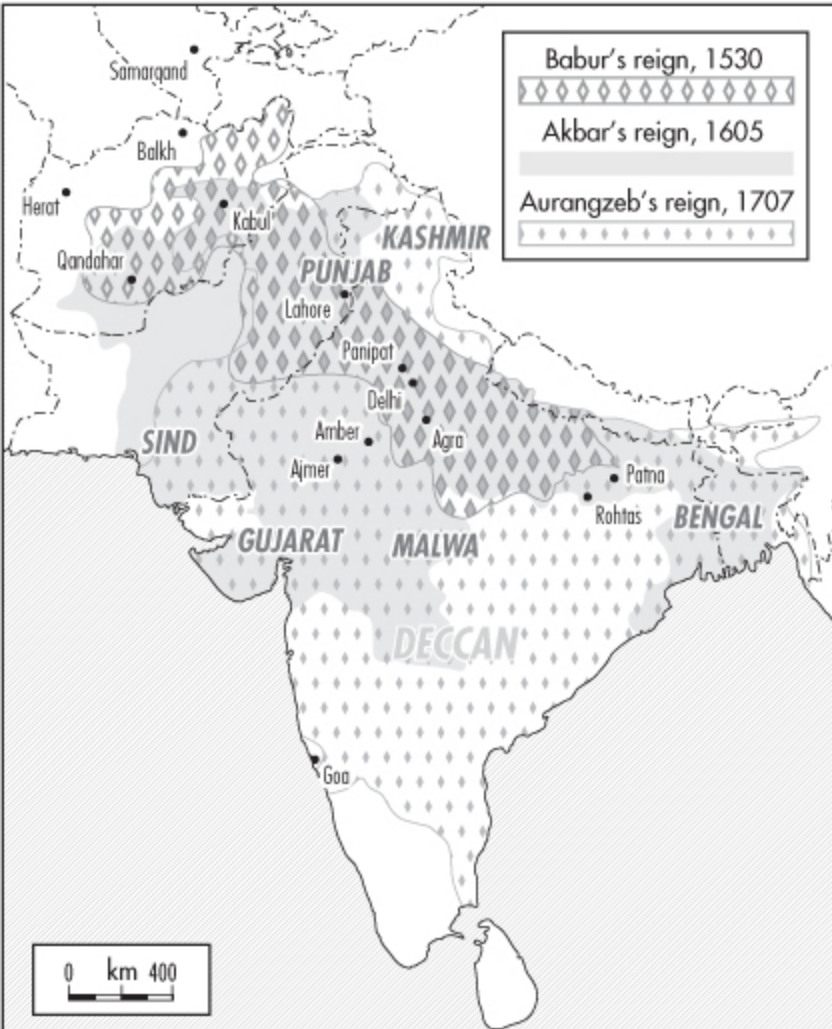 Babur's reign, 1530
Akbar's reign, 1605
Aurangzeb's reign, 1707
Samarqand
Balkh
Herat
Kabul
KASHMIR
Qandahar
PUNJAB
Lahore
Panipat
Delhi
Amber
Agra
SIND
Ajmer
Patna
Rohtas
BENGAL
GUJARAT
MALWA
DECCAN
Goa
0 km 400